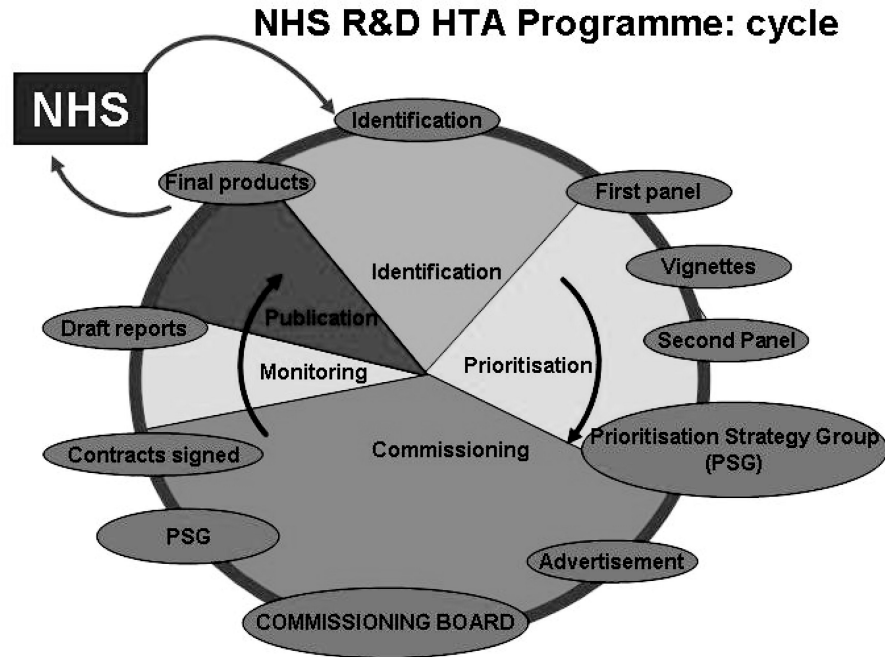 NHS R&D HTA Programme: cycle
NHS
Identification
Final products
First panel
Identification
Vignettes
Publication
Draft reports
Second Panel
Monitoring
Prioritisation
Commissioning
Prioritisation Strategy Group
(PSG)
Contracts signed
PSG
Advertisement
COMMISSIONING BOARD